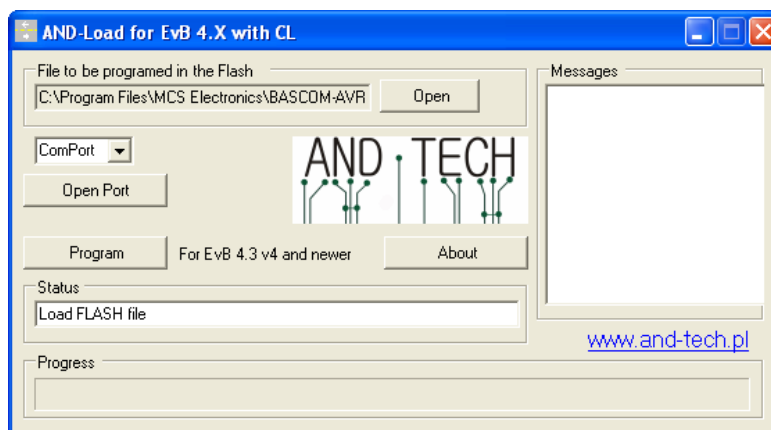 AND-Load for EvB 4.X with CL
File to be programed in the Flash
C:\Program Files\MCS Electronics\BASCOM-AVR
Open
Messages
ComPort
Open Port
AND TECH
Program
For EvB 4.3 v4 and newer
About
Status
Load FLASH file
www.and-tech.pl
Progress